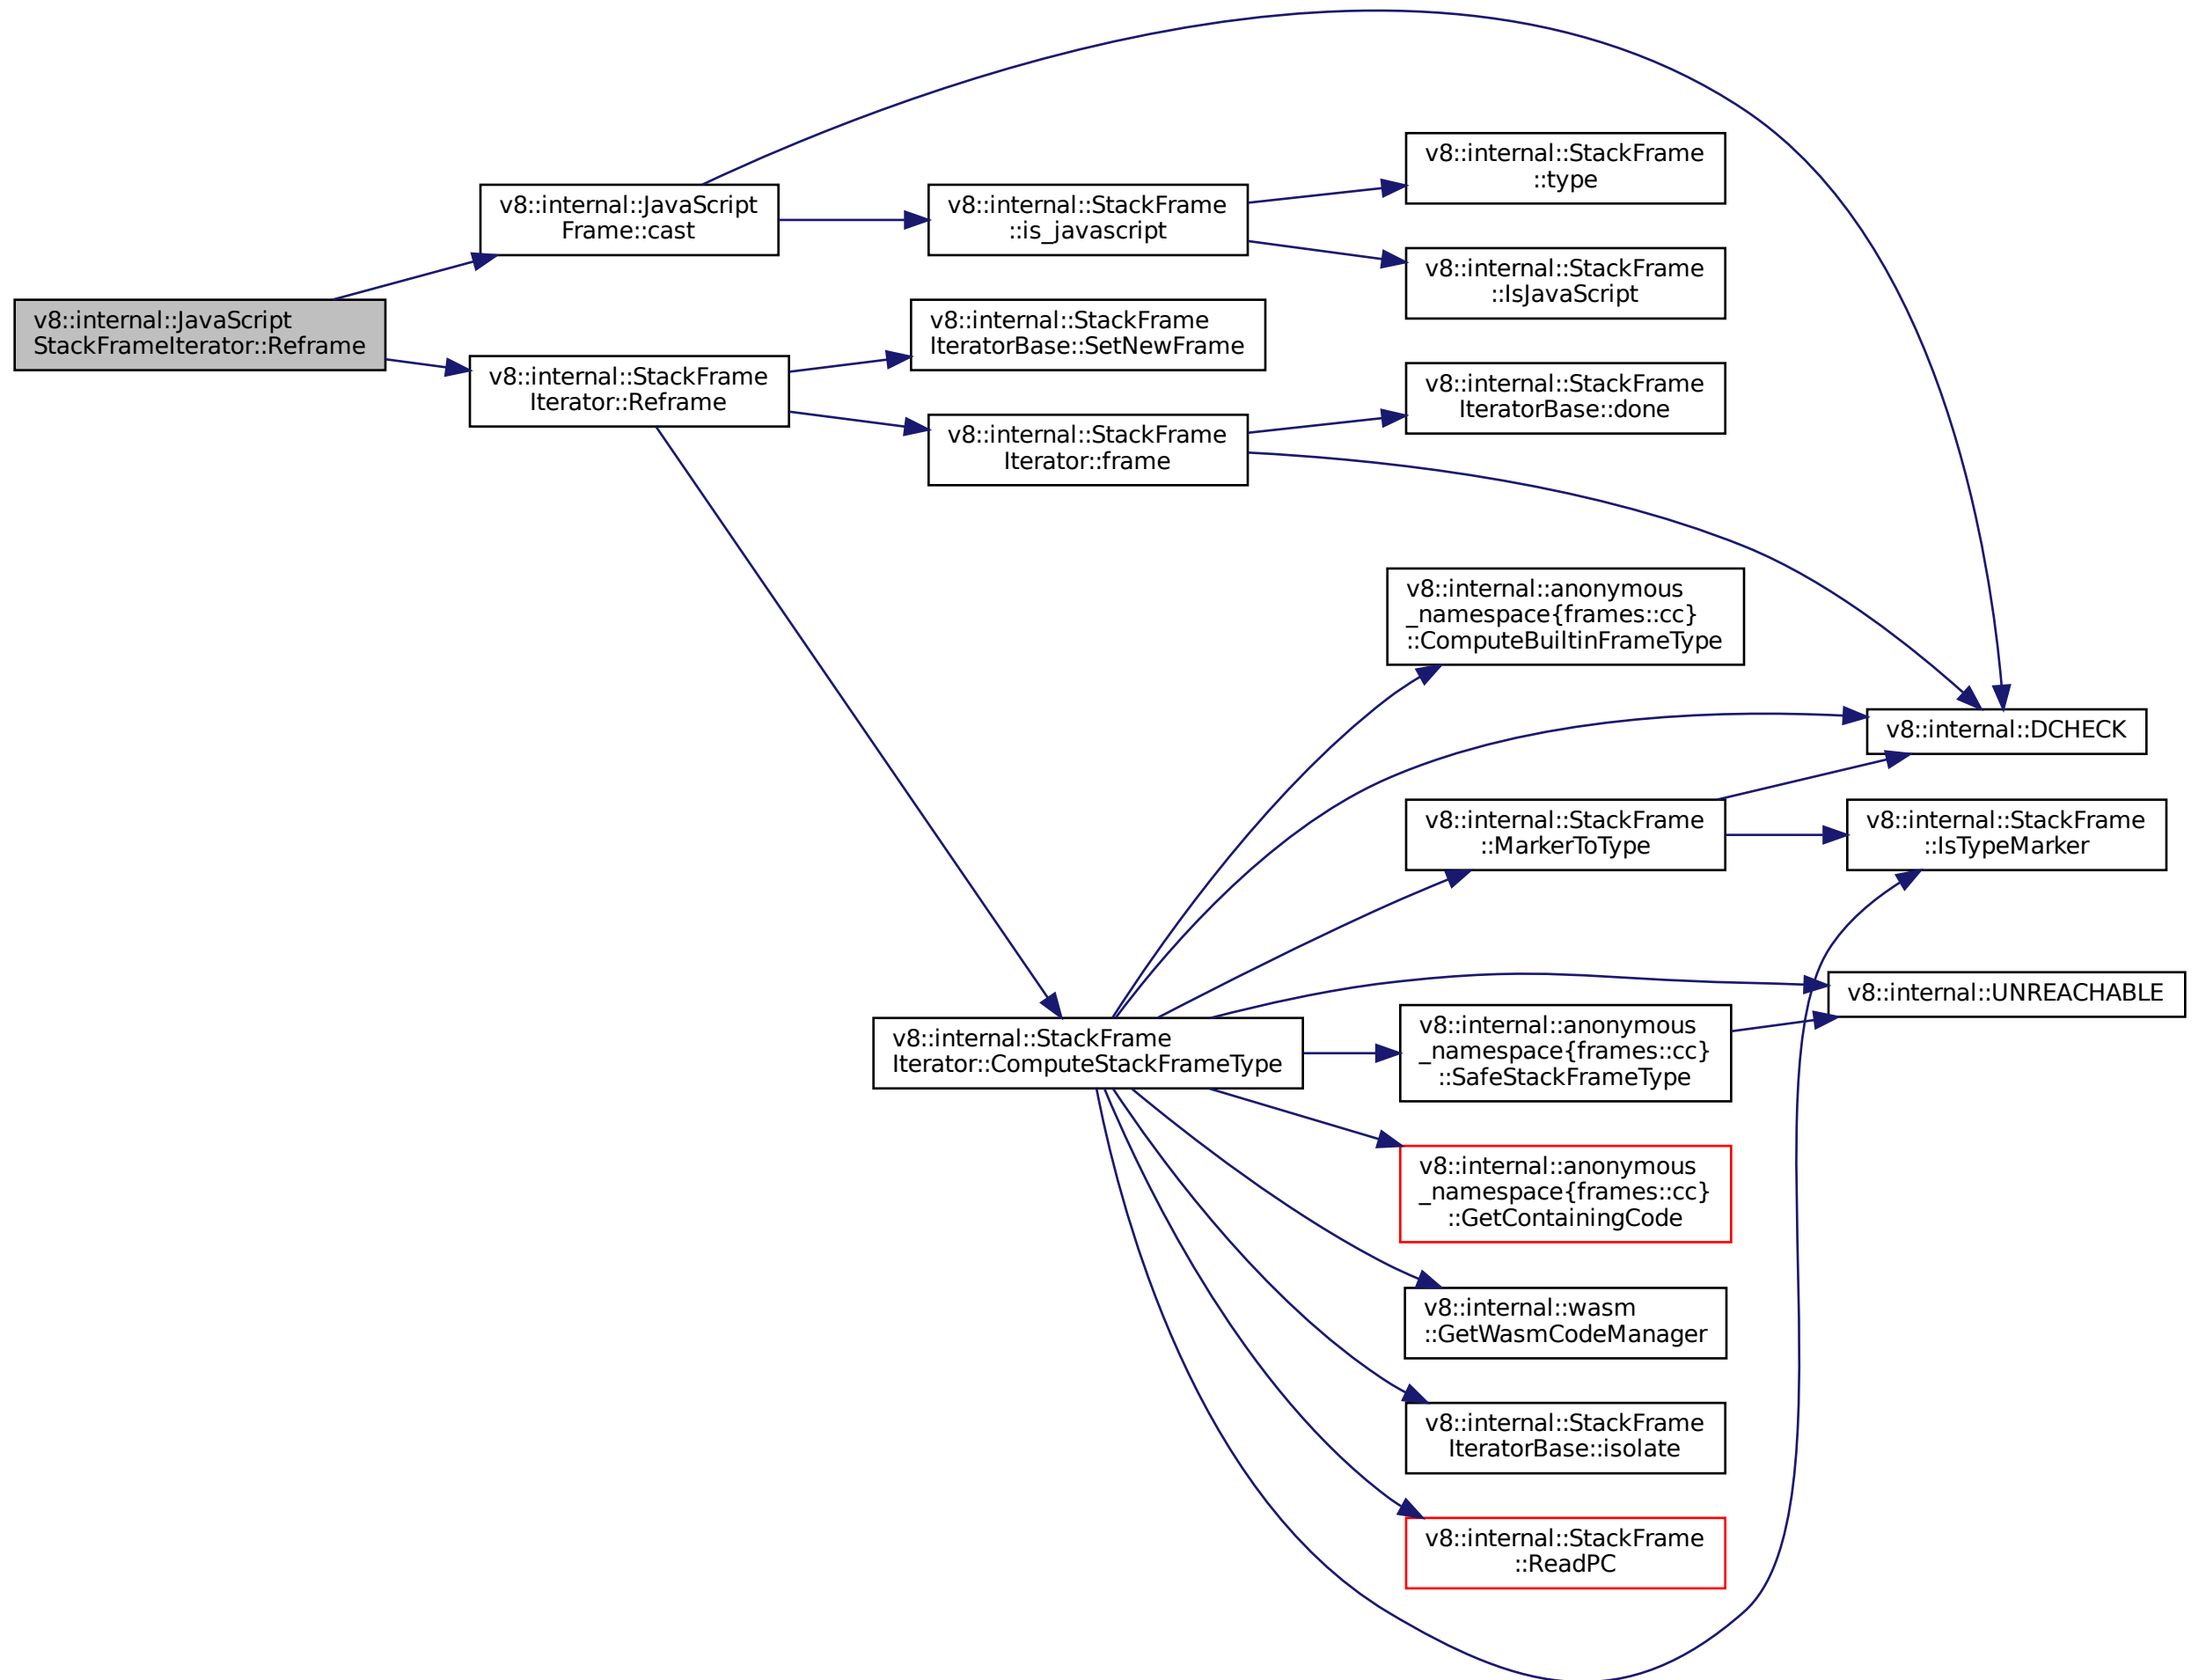 v8::internal::JavaScript
StackFrameIterator::Reframe
v8::internal::JavaScript
Frame::cast
v8::internal::StackFrame
Iterator::Reframe
v8::internal::StackFrame
::is_javascript
v8::internal::StackFrame
IteratorBase::SetNewFrame
v8::internal::StackFrame
Iterator::frame
v8::internal::StackFrame
Iterator::ComputeStackFrameType
v8::internal::StackFrame
::type
v8::internal::StackFrame
::IsJavaScript
v8::internal::StackFrame
IteratorBase::done
v8::internal::anonymous
_namespace{frames::cc}
::ComputeBuiltinFrameType
v8::internal::DCHECK
v8::internal::StackFrame
::MarkerToType
v8::internal::StackFrame
::IsTypeMarker
v8::internal::UNREACHABLE
v8::internal::anonymous
_namespace{frames::cc}
::SafeStackFrameType
v8::internal::anonymous
_namespace{frames::cc}
::GetContainingCode
v8::internal::wasm
::GetWasmCodeManager
v8::internal::StackFrame
IteratorBase::isolate
v8::internal::StackFrame
::ReadPC